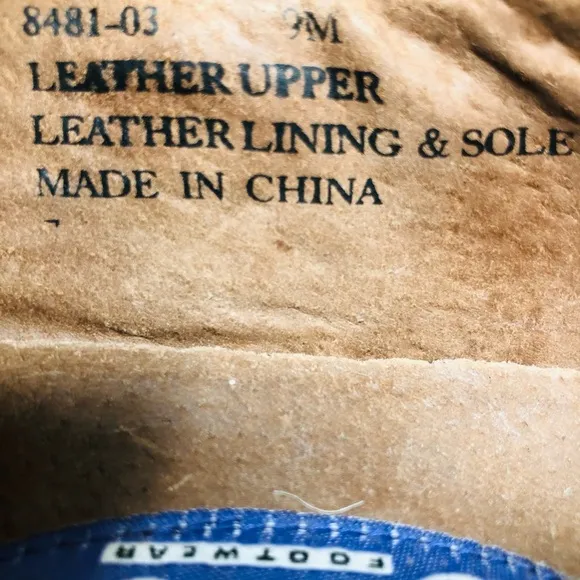 8481-03 9M
LEATHER UPPER
LEATHER LINING & SOLE
MADE IN CHINA
FOOTWEAR